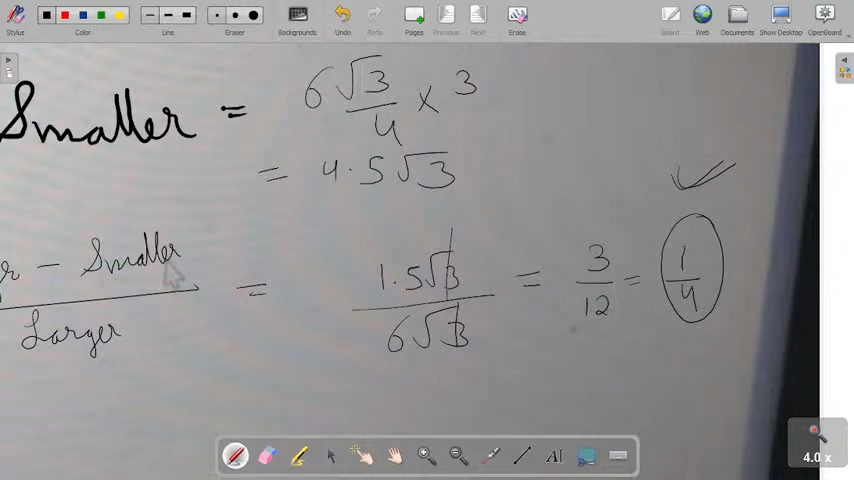 Stylus
Color
Line
Eraser
Backgrounds
Undo
Redo
Pages
Previous
Next
Erase
Board
Web
Documents
Show Desktop
OpenBoard
Smaller = 6√3/4 × 3
= 4.5√3
r - Smaller / Larger = 1.5√3 / 6√3 = 3/12 = 1/4
4.0 x